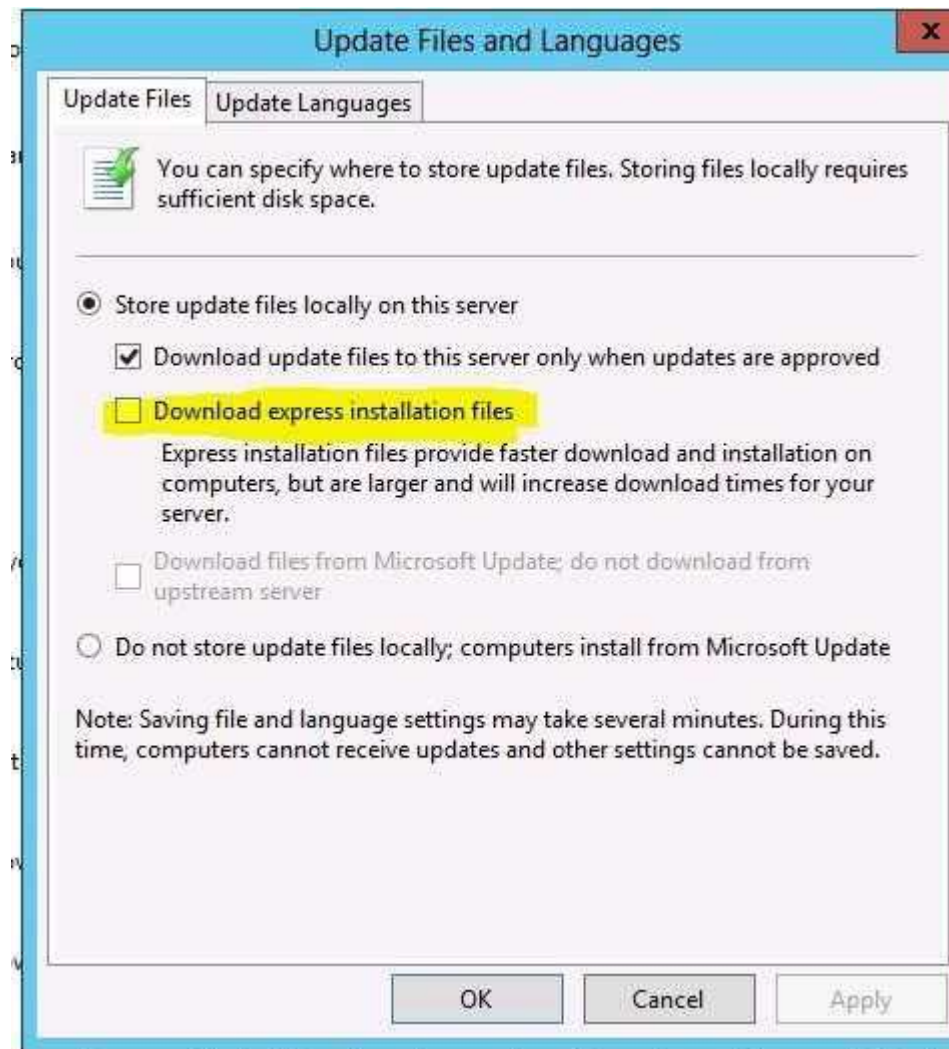 Update Files and Languages
x
Update Files
Update Languages
You can specify where to store update files. Storing files locally requires
sufficient disk space.
Store update files locally on this server
Download update files to this server only when updates are approved
Download express installation files
Express installation files provide faster download and installation on
computers, but are larger and will increase download times for your
server.
Download files from Microsoft Update; do not download from
upstream server
Do not store update files locally; computers install from Microsoft Update
Note: Saving file and language settings may take several minutes. During this
time, computers cannot receive updates and other settings cannot be saved.
OK
Cancel
Apply